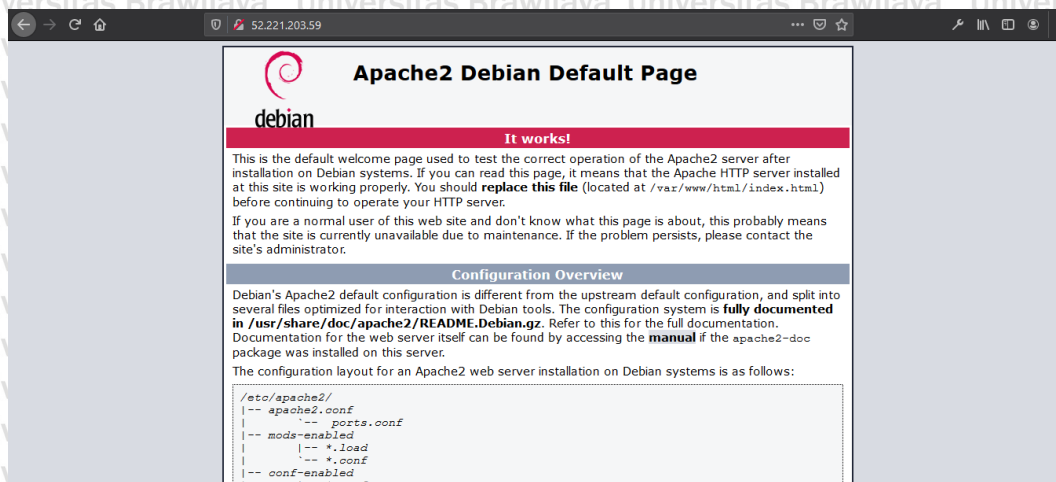 versitas Brawijaya Universitas Brawijaya Universitas Brawijaya Universitas
52.221.203.59
debian
Apache2 Debian Default Page
It works!
This is the default welcome page used to test the correct operation of the Apache2 server after
installation on Debian systems. If you can read this page, it means that the Apache HTTP server installed
at this site is working properly. You should replace this file (located at /var/www/html/index.html)
before continuing to operate your HTTP server.
If you are a normal user of this web site and don't know what this page is about, this probably means
that the site is currently unavailable due to maintenance. If the problem persists, please contact the
site's administrator.
Configuration Overview
Debian's Apache2 default configuration is different from the upstream default configuration, and split into
several files optimized for interaction with Debian tools. The configuration system is fully documented
in /usr/share/doc/apache2/README.Debian.gz. Refer to this for the full documentation.
Documentation for the web server itself can be found by accessing the manual if the apache2-doc
package was installed on this server.
The configuration layout for an Apache2 web server installation on Debian systems is as follows:
/etc/apache2/
|-- apache2.conf
|       `--  ports.conf
|-- mods-enabled
|       |-- *.load
|       `-- *.conf
|-- conf-enabled